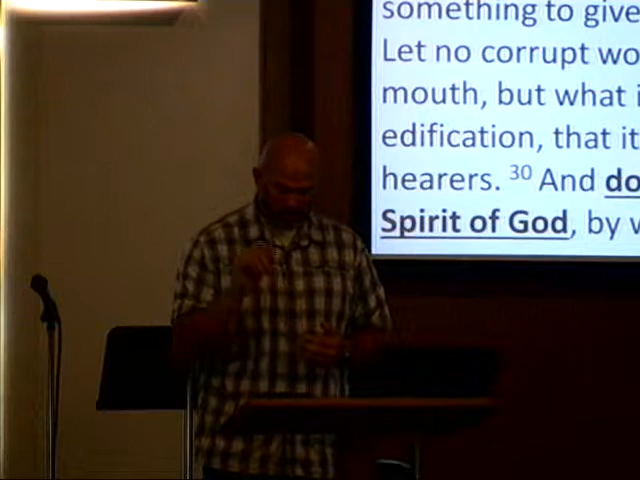 something to give
Let no corrupt wo
mouth, but what i
edification, that it
hearers. 30 And do
Spirit of God, by w